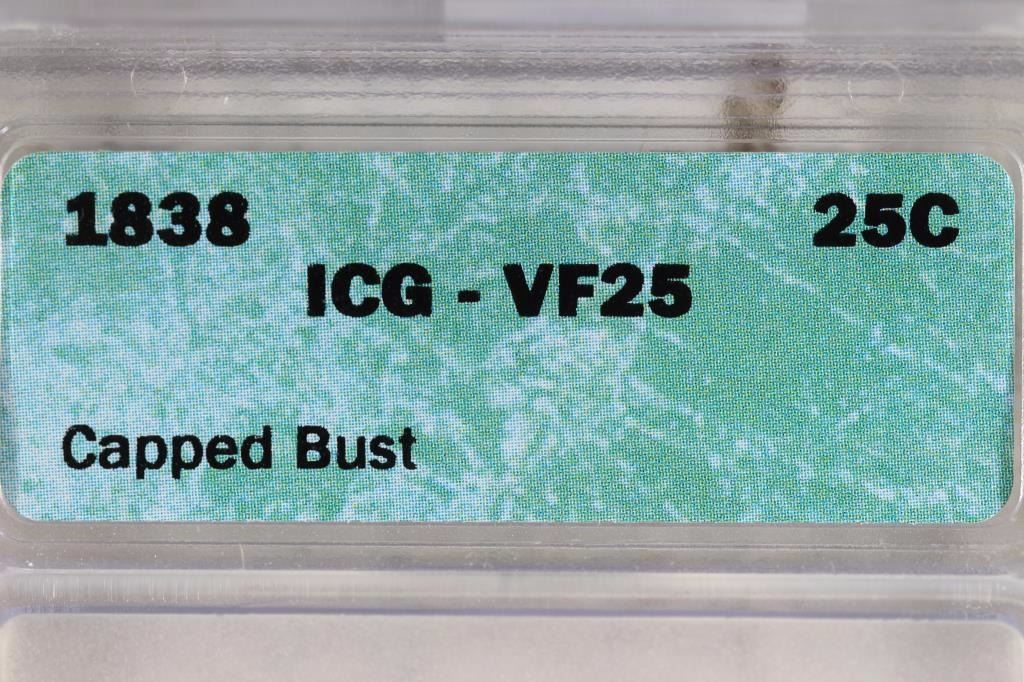 1838 25C
ICG - VF25
Capped Bust